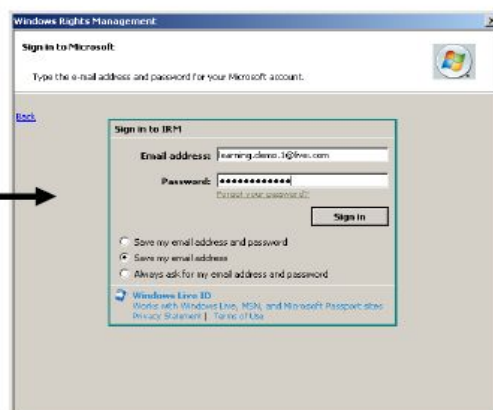 Windows Rights Management
Sign in to Microsoft
Type the e-mail address and password for your Microsoft account.
Back
Sign in to IRM
Email address: learning.demo.1@live.com
Password: ●●●●●●●●●●●●
Forgot your password?
Sign in
Save my email address and password
Save my email address
Always ask for my email address and password
Windows Live ID
Works with Windows Live, MSN, and Microsoft Passport sites
Privacy Statement | Terms of Use